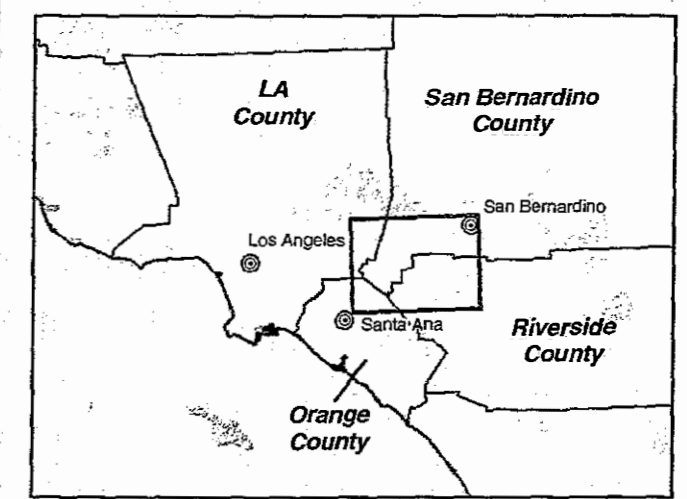 LA
County
San Bernardino
County
San Bernardino
Los Angeles
Santa Ana
Riverside
County
Orange
County